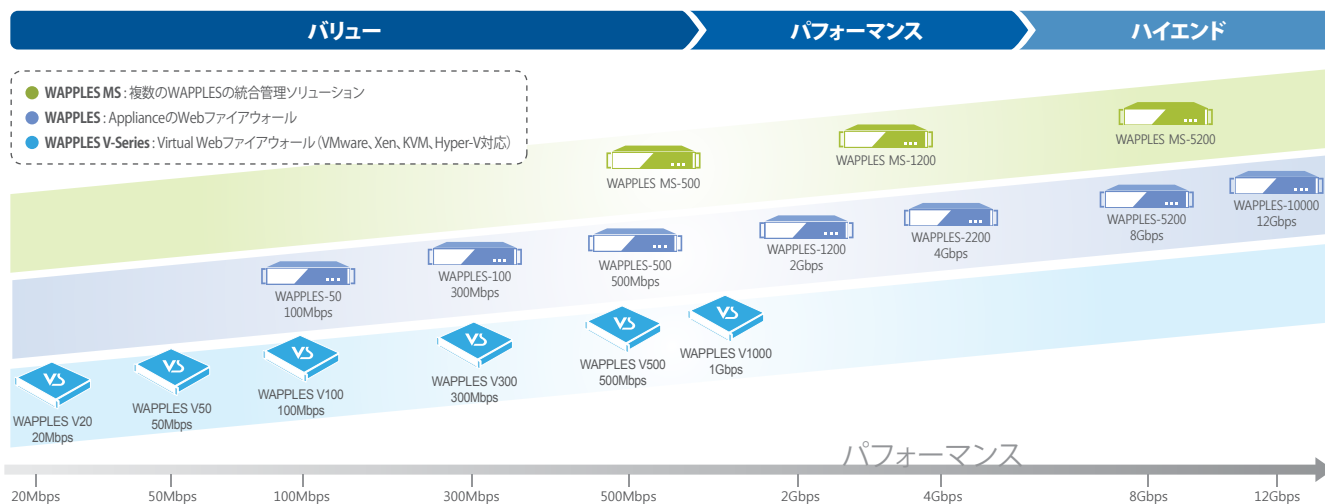 バリュー
パフォーマンス
ハイエンド
WAPPLES MS : 複数のWAPPLESの統合管理ソリューション
WAPPLES : ApplianceのWebファイアウォール
WAPPLES V-Series : Virtual Webファイアウォール（VMware、Xen、KVM、Hyper-V対応）
WAPPLES MS-500
WAPPLES MS-1200
WAPPLES MS-5200
WAPPLES-50
100Mbps
WAPPLES-100
300Mbps
WAPPLES-500
500Mbps
WAPPLES-1200
2Gbps
WAPPLES-2200
4Gbps
WAPPLES-5200
8Gbps
WAPPLES-10000
12Gbps
VS
WAPPLES V20
20Mbps
VS
WAPPLES V50
50Mbps
VS
WAPPLES V100
100Mbps
VS
WAPPLES V300
300Mbps
VS
WAPPLES V500
500Mbps
VS
WAPPLES V1000
1Gbps
パフォーマンス
20Mbps
50Mbps
100Mbps
300Mbps
500Mbps
2Gbps
4Gbps
8Gbps
12Gbps